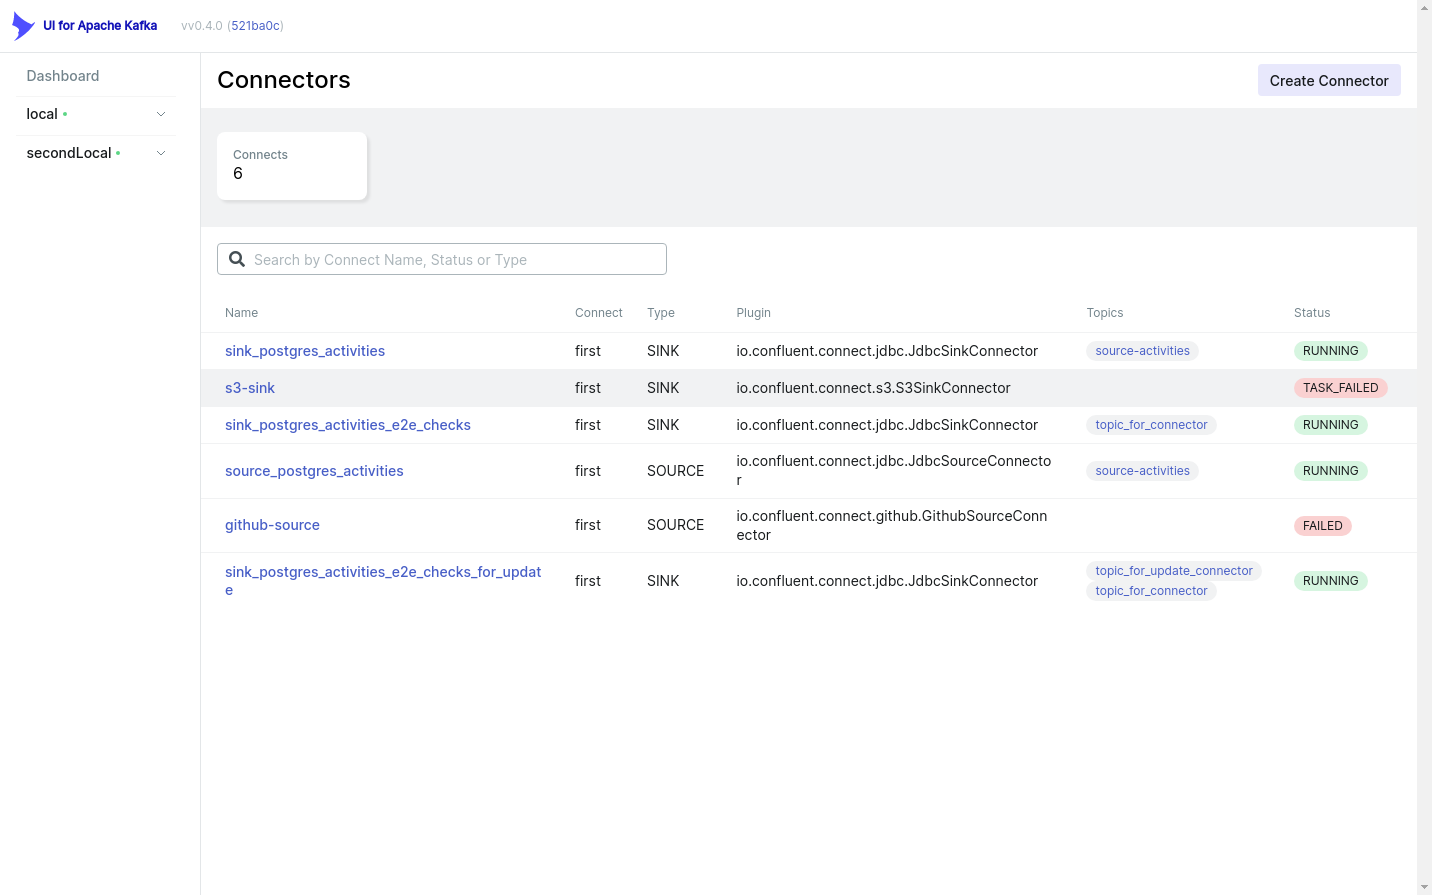 UI for Apache Kafka vv0.4.0 (521ba0c)
Dashboard
local
secondLocal
Connectors
Create Connector
Connects
6
Search by Connect Name, Status or Type
Name Connect Type Plugin Topics Status
sink_postgres_activities first SINK io.confluent.connect.jdbc.JdbcSinkConnector source-activities RUNNING
s3-sink first SINK io.confluent.connect.s3.S3SinkConnector TASK_FAILED
sink_postgres_activities_e2e_checks first SINK io.confluent.connect.jdbc.JdbcSinkConnector topic_for_connector RUNNING
source_postgres_activities first SOURCE io.confluent.connect.jdbc.JdbcSourceConnecto source-activities RUNNING
r
github-source first SOURCE io.confluent.connect.github.GithubSourceConn FAILED
ector
sink_postgres_activities_e2e_checks_for_updat first SINK io.confluent.connect.jdbc.JdbcSinkConnector topic_for_update_connector RUNNING
e topic_for_connector